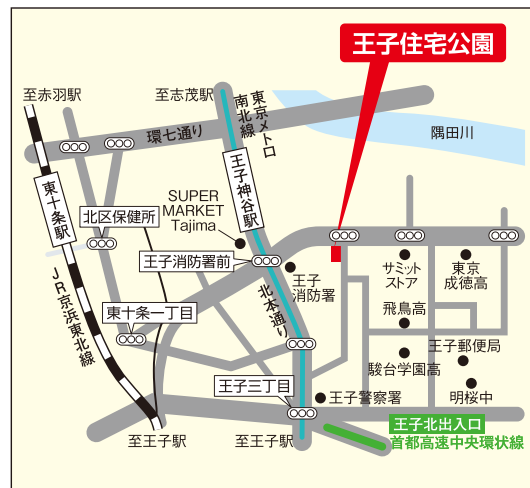 王子住宅公園
至赤羽駅
至志茂駅
東京メトロ
南北線
環七通り
隅田川
王子神谷駅
東十条駅
北区保健所
SUPER
MARKET
Tajima
王子消防署前
王子
消防署
サミット
ストア
東京
成徳高
JR京浜東北線
北本通り
東十条一丁目
飛鳥高
王子郵便局
駿台学園高
王子三丁目
王子警察署
明桜中
至王子駅
至王子駅
王子北出入口
首都高速中央環状線